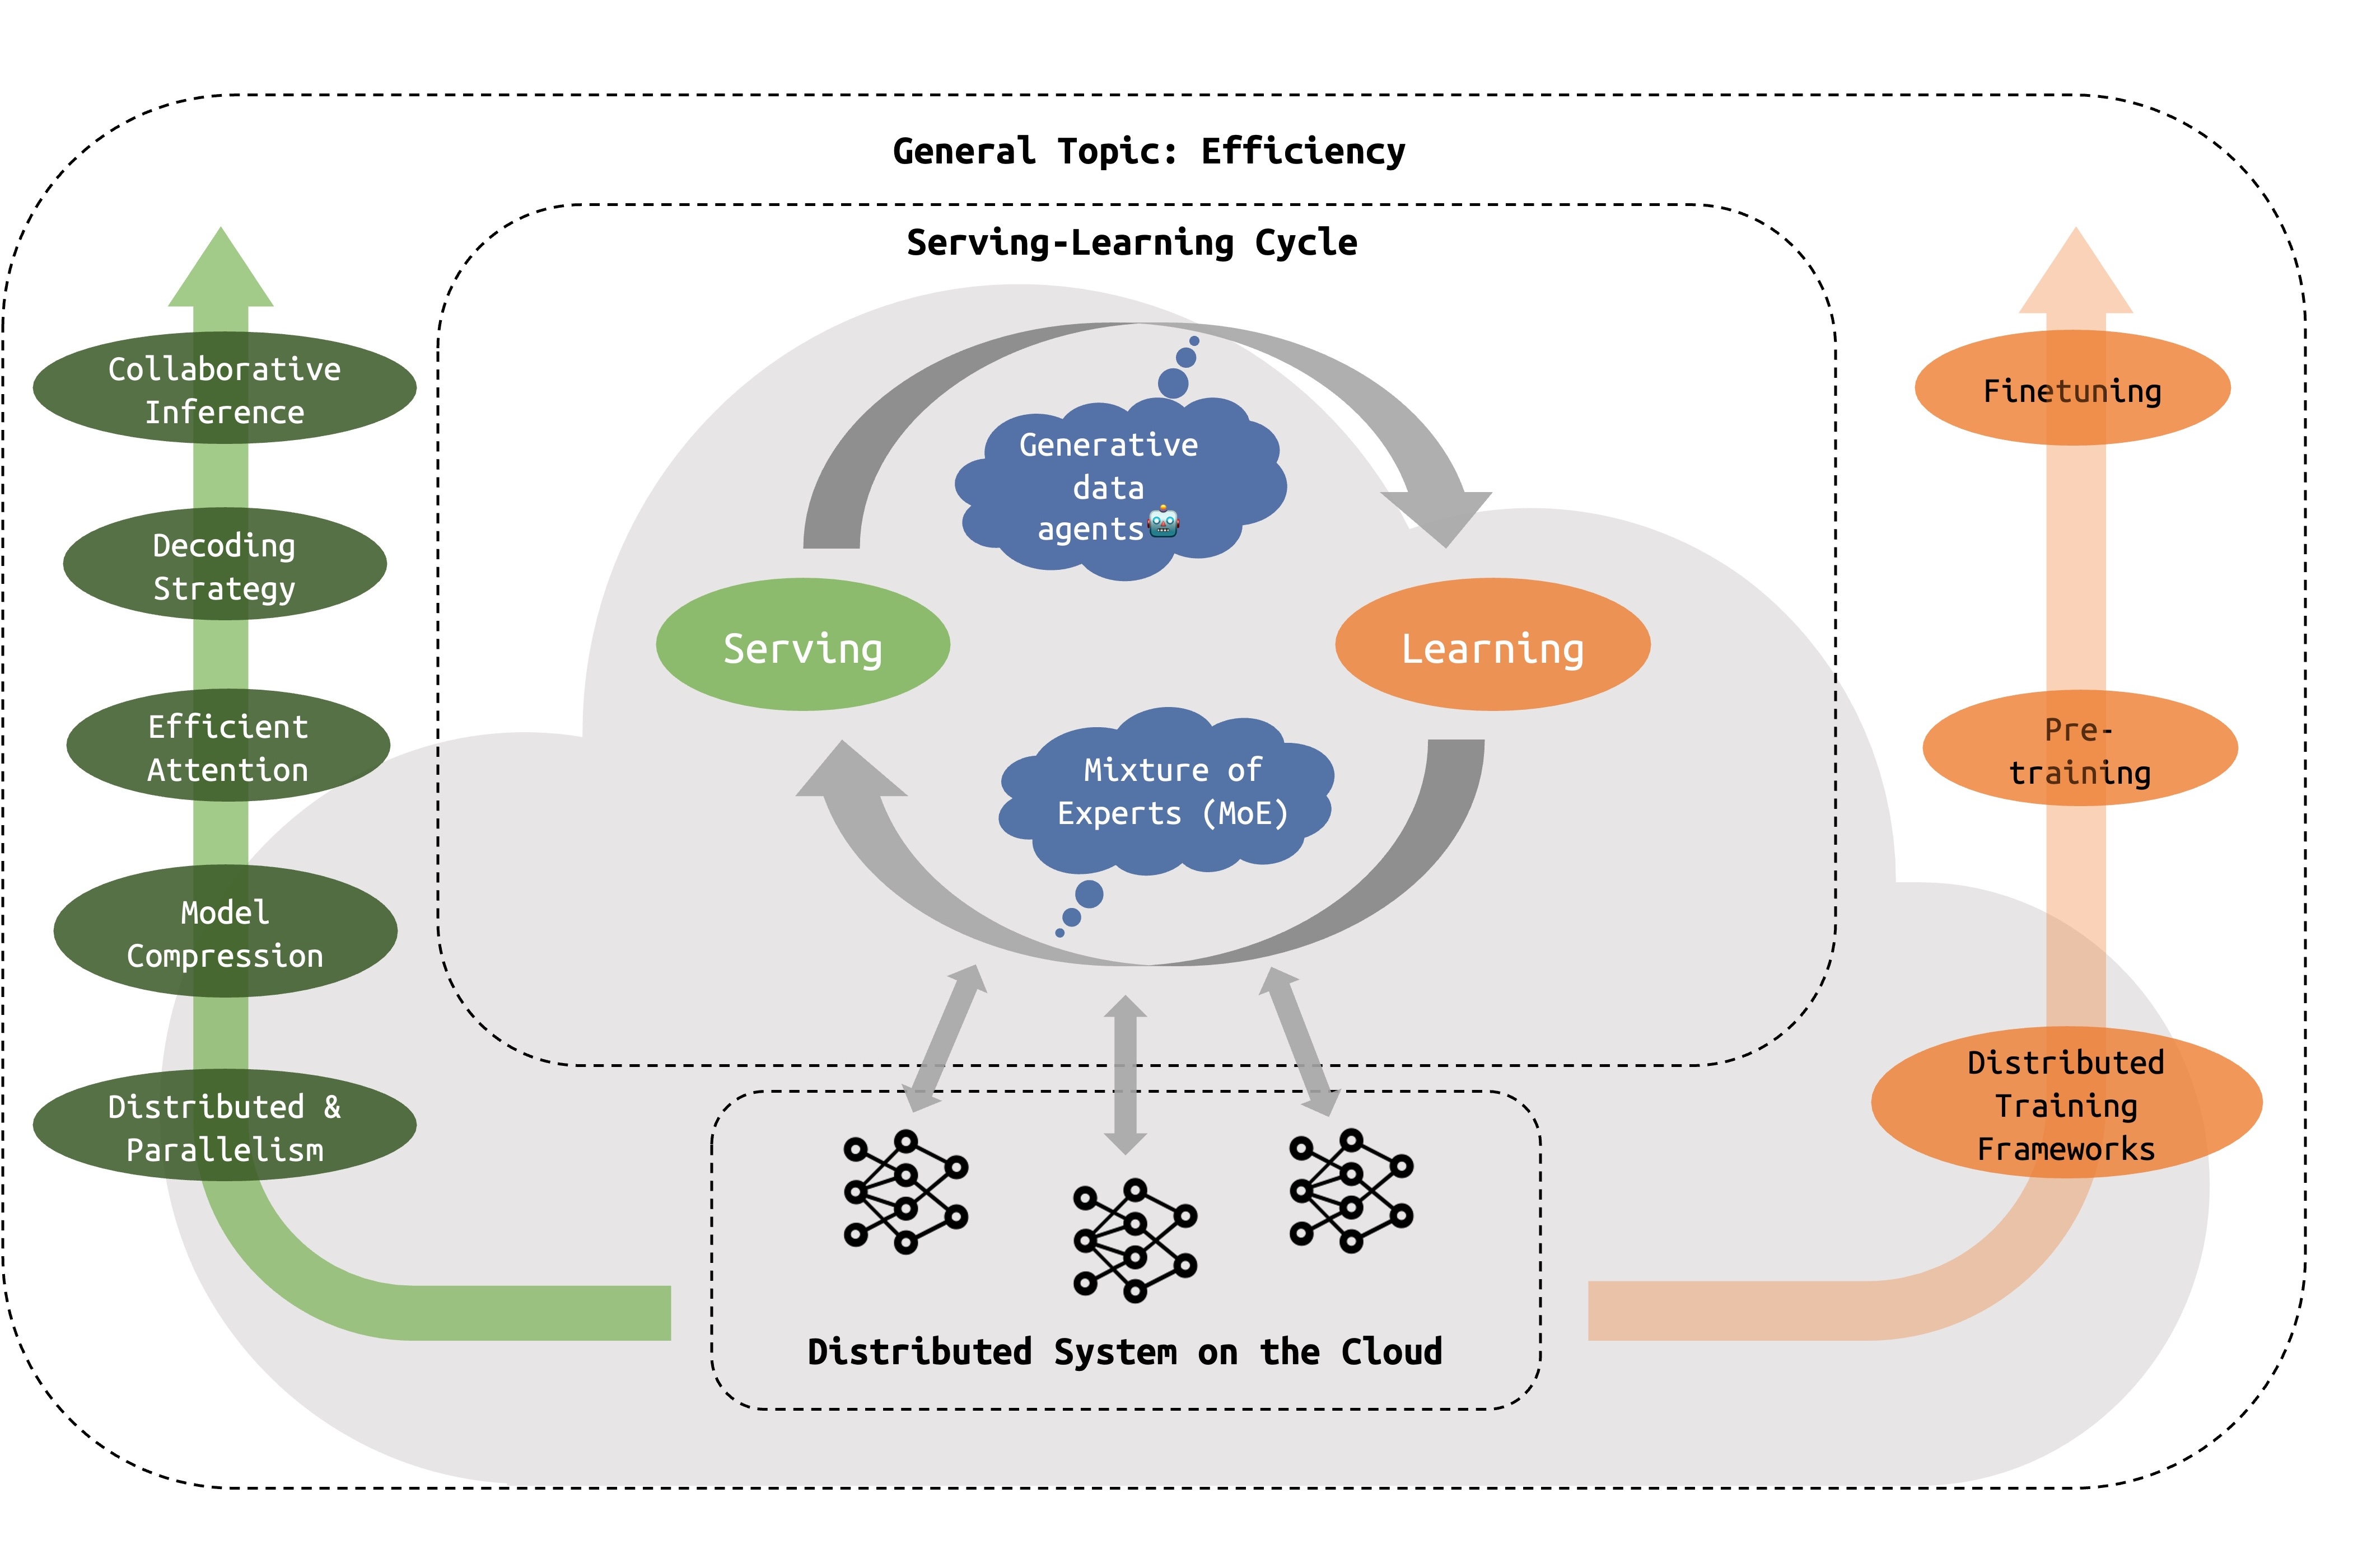 General Topic: Efficiency
Serving-Learning Cycle
Collaborative
Inference
Decoding
Strategy
Efficient
Attention
Model
Compression
Distributed &
Parallelism
Generative
data
agents
Serving
Learning
Mixture of
Experts (MoE)
Distributed System on the Cloud
Finetuning
Pre-
training
Distributed
Training
Frameworks